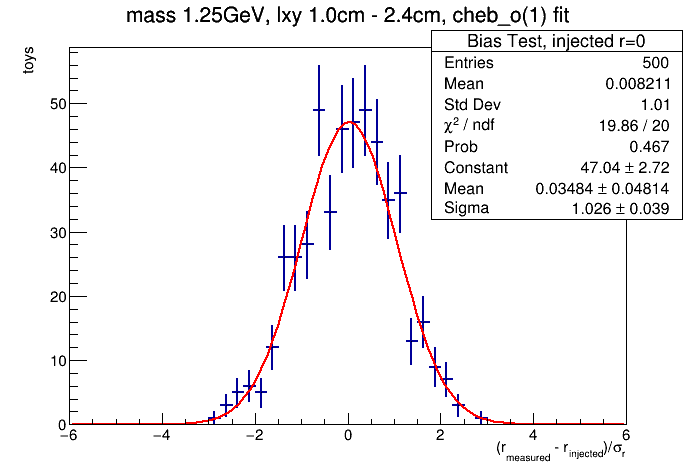 mass 1.25GeV, lxy 1.0cm - 2.4cm, cheb_o(1) fit
toys
Bias Test, injected r=0
Entries 500
Mean 0.008211
Std Dev 1.01
χ² / ndf 19.86 / 20
Prob 0.467
Constant 47.04 ± 2.72
Mean 0.03484 ± 0.04814
Sigma 1.026 ± 0.039
50
40
30
20
10
0
−6 −4 −2 0 2 4 6
(r_measured - r_injected)/σ_r